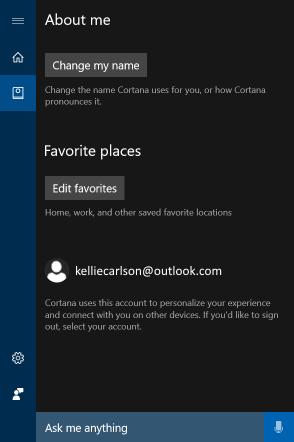 About me
Change my name
Change the name Cortana uses for you, or how Cortana
pronounces it.
Favorite places
Edit favorites
Home, work, and other saved favorite locations
kelliecarlson@outlook.com
Cortana uses this account to personalize your experience
and connect with you on other devices. If you'd like to sign
out, select your account.
Ask me anything